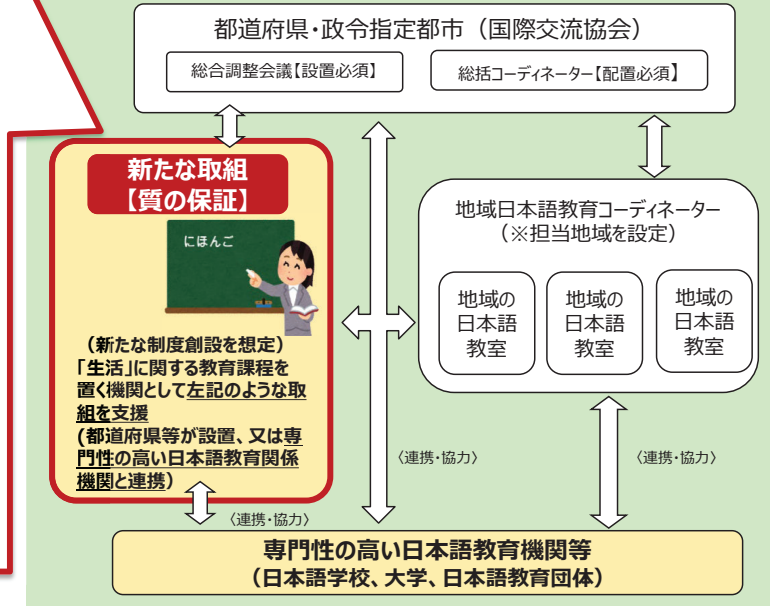 都道府県・政令指定都市（国際交流協会）
総合調整会議【設置必須】
総括コーディネーター【配置必須】
新たな取組
【質の保証】
にほんご
（新たな制度創設を想定）
「生活」に関する教育課程を
置く機関として左記のような取
組を支援
(都道府県等が設置、又は専
門性の高い日本語教育関係
機関と連携）
地域日本語教育コーディネーター
（※担当地域を設定）
地域の
日本語
教室
地域の
日本語
教室
地域の
日本語
教室
〈連携・協力〉
〈連携・協力〉
〈連携・協力〉
専門性の高い日本語教育機関等
（日本語学校、大学、日本語教育団体）